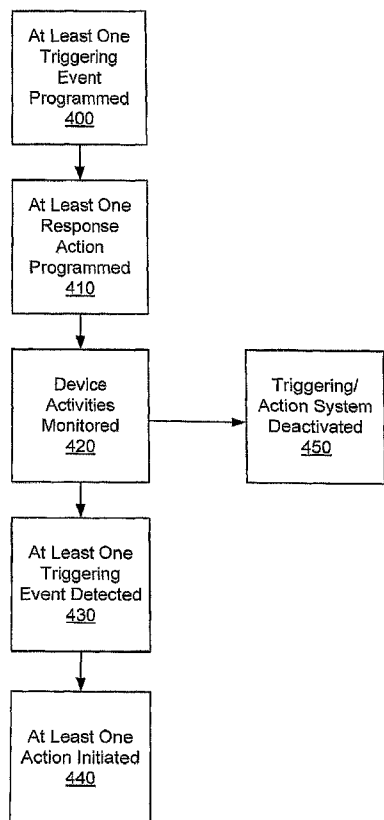 At Least One
Triggering
Event
Programmed
400
At Least One
Response
Action
Programmed
410
Device
Activities
Monitored
420
Triggering/
Action System
Deactivated
450
At Least One
Triggering
Event Detected
430
At Least One
Action Initiated
440